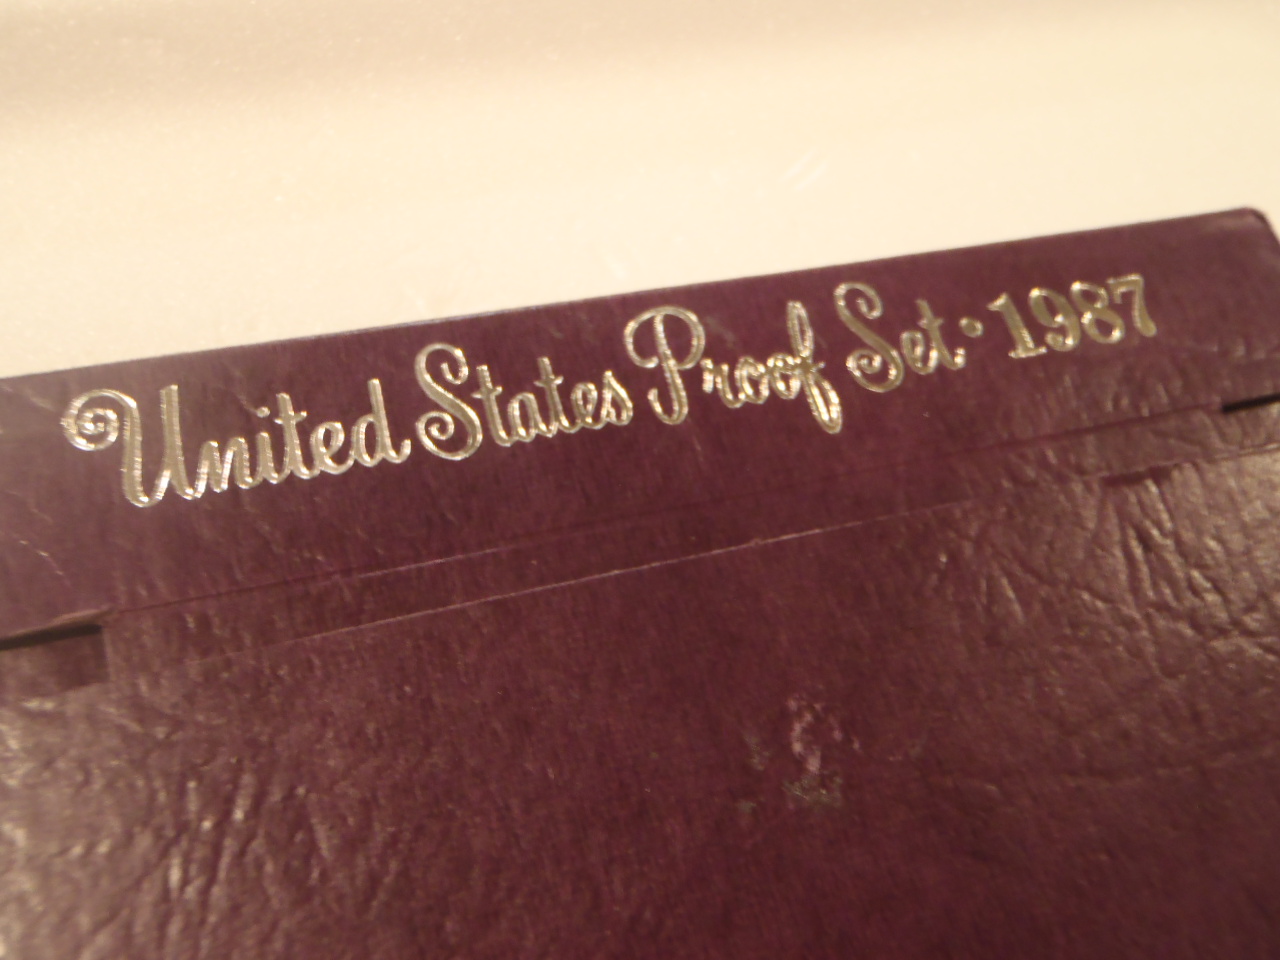 United States Proof Set · 1987